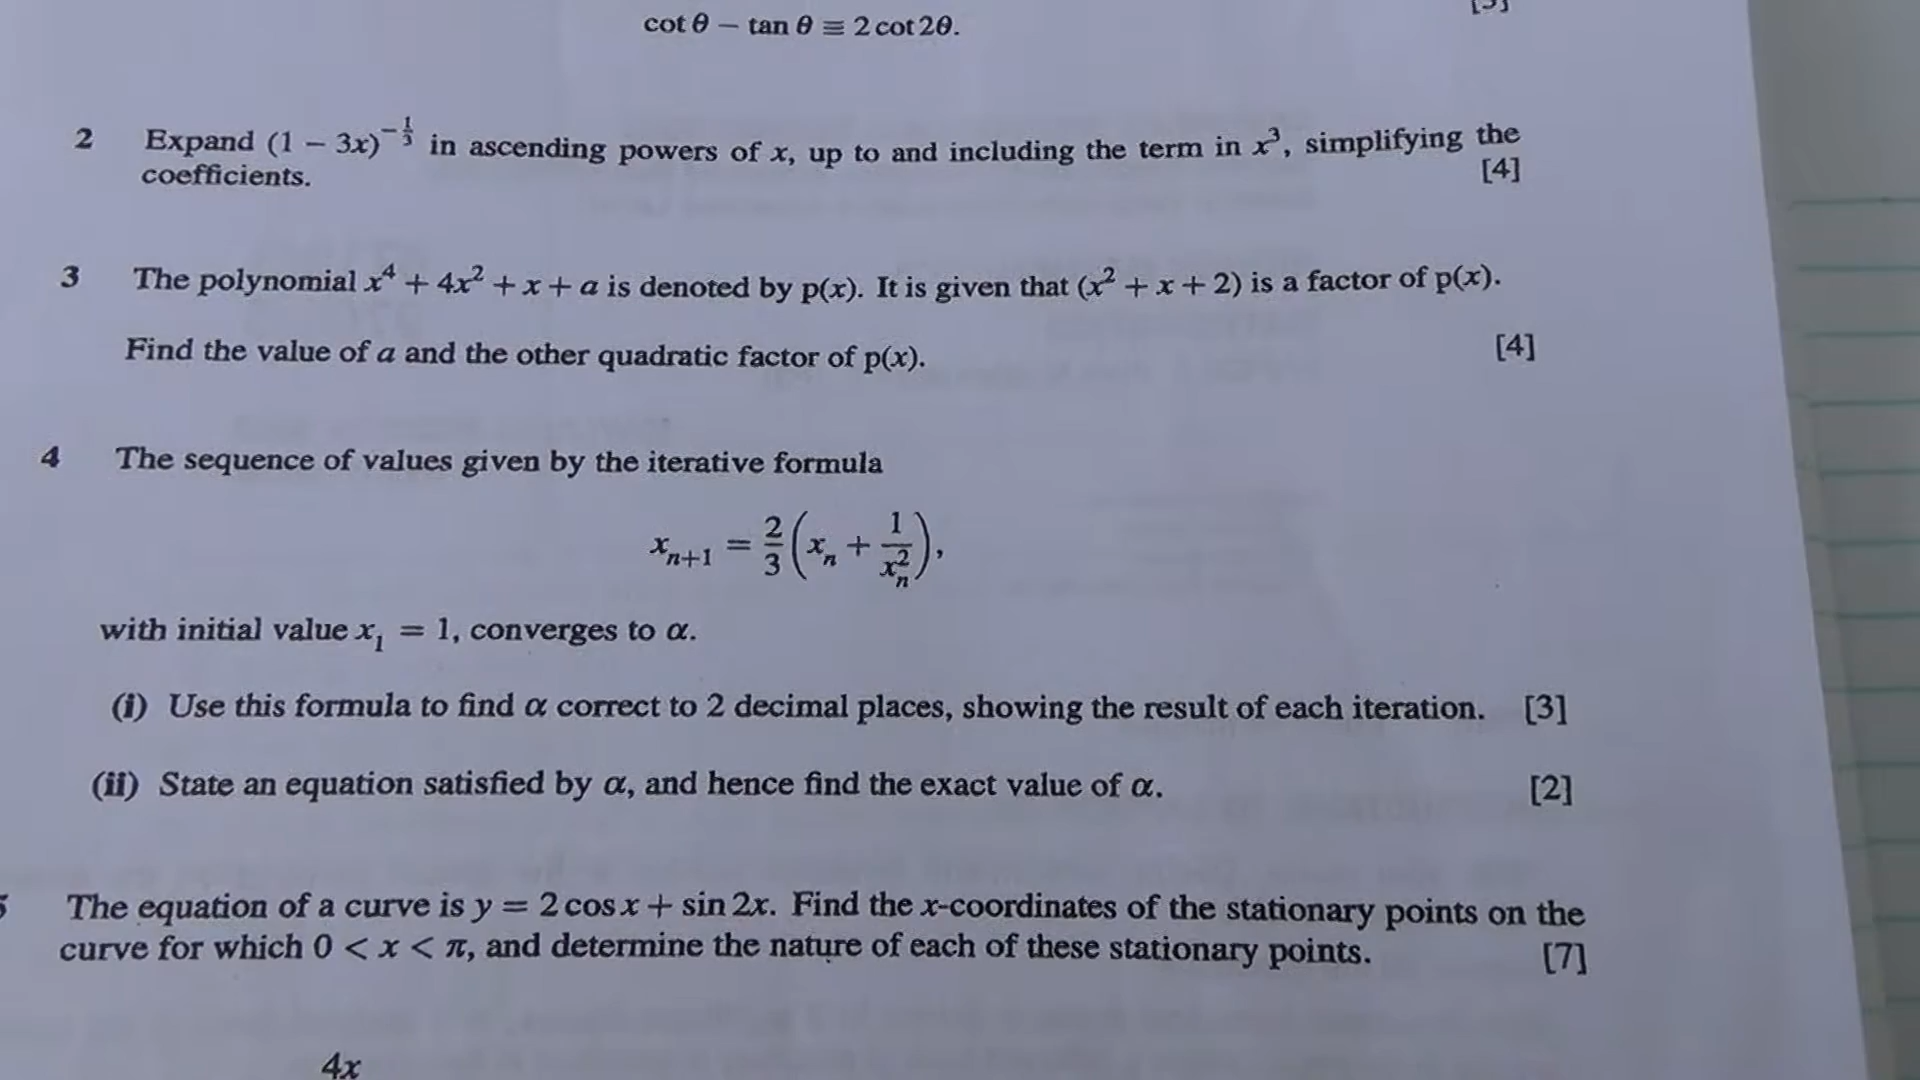 cot θ − tan θ ≡ 2 cot 2θ.
2 Expand (1 − 3x)^{−1/3} in ascending powers of x, up to and including the term in x³, simplifying the
coefficients. [4]
3 The polynomial x⁴ + 4x² + x + a is denoted by p(x). It is given that (x² + x + 2) is a factor of p(x).
Find the value of a and the other quadratic factor of p(x). [4]
4 The sequence of values given by the iterative formula
x_{n+1} = 2/3 (x_n + 1/x_n²),
with initial value x₁ = 1, converges to α.
(i) Use this formula to find α correct to 2 decimal places, showing the result of each iteration. [3]
(ii) State an equation satisfied by α, and hence find the exact value of α. [2]
5 The equation of a curve is y = 2 cos x + sin 2x. Find the x-coordinates of the stationary points on the
curve for which 0 < x < π, and determine the nature of each of these stationary points. [7]
4x